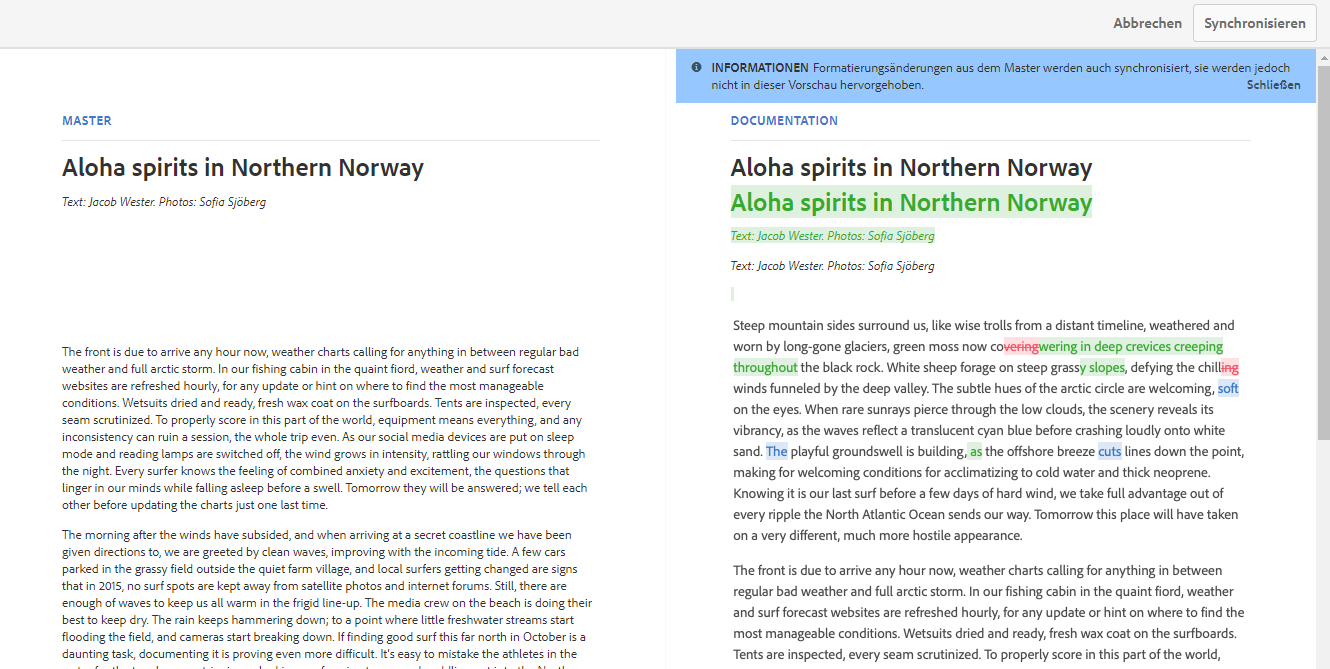 Abbrechen
Synchronisieren
INFORMATIONEN Formatierungsänderungen aus dem Master werden auch synchronisiert, sie werden jedoch
nicht in dieser Vorschau hervorgehoben.
Schließen
MASTER
Aloha spirits in Northern Norway
Text: Jacob Wester. Photos: Sofia Sjöberg
The front is due to arrive any hour now, weather charts calling for anything in between regular bad
weather and full arctic storm. In our fishing cabin in the quaint fiord, weather and surf forecast
websites are refreshed hourly, for any update or hint on where to find the most manageable
conditions. Wetsuits dried and ready, fresh wax coat on the surfboards. Tents are inspected, every
seam scrutinized. To properly score in this part of the world, equipment means everything, and any
inconsistency can ruin a session, the whole trip even. As our social media devices are put on sleep
mode and reading lamps are switched off, the wind grows in intensity, rattling our windows through
the night. Every surfer knows the feeling of combined anxiety and excitement, the questions that
linger in our minds while falling asleep before a swell. Tomorrow they will be answered; we tell each
other before updating the charts just one last time.
The morning after the winds have subsided, and when arriving at a secret coastline we have been
given directions to, we are greeted by clean waves, improving with the incoming tide. A few cars
parked in the grassy field outside the quiet farm village, and local surfers getting changed are signs
that in 2015, no surf spots are kept away from satellite photos and internet forums. Still, there are
enough of waves to keep us all warm in the frigid line-up. The media crew on the beach is doing their
best to keep dry. The rain keeps hammering down; to a point where little freshwater streams start
flooding the field, and cameras start breaking down. If finding good surf this far north in October is a
daunting task, documenting it is proving even more difficult. It's easy to mistake the athletes in the
DOCUMENTATION
Aloha spirits in Northern Norway
Aloha spirits in Northern Norway
Text: Jacob Wester. Photos: Sofia Sjöberg
Text: Jacob Wester. Photos: Sofia Sjöberg
Steep mountain sides surround us, like wise trolls from a distant timeline, weathered and
worn by long-gone glaciers, green moss now coveringwering in deep crevices creeping
throughout the black rock. White sheep forage on steep grassy slopes, defying the chilling
winds funneled by the deep valley. The subtle hues of the arctic circle are welcoming, soft
on the eyes. When rare sunrays pierce through the low clouds, the scenery reveals its
vibrancy, as the waves reflect a translucent cyan blue before crashing loudly onto white
sand. The playful groundswell is building, as the offshore breeze cuts lines down the point,
making for welcoming conditions for acclimatizing to cold water and thick neoprene.
Knowing it is our last surf before a few days of hard wind, we take full advantage out of
every ripple the North Atlantic Ocean sends our way. Tomorrow this place will have taken
on a very different, much more hostile appearance.
The front is due to arrive any hour now, weather charts calling for anything in between
regular bad weather and full arctic storm. In our fishing cabin in the quaint fiord, weather
and surf forecast websites are refreshed hourly, for any update or hint on where to find the
most manageable conditions. Wetsuits dried and ready, fresh wax coat on the surfboards.
Tents are inspected, every seam scrutinized. To properly score in this part of the world,